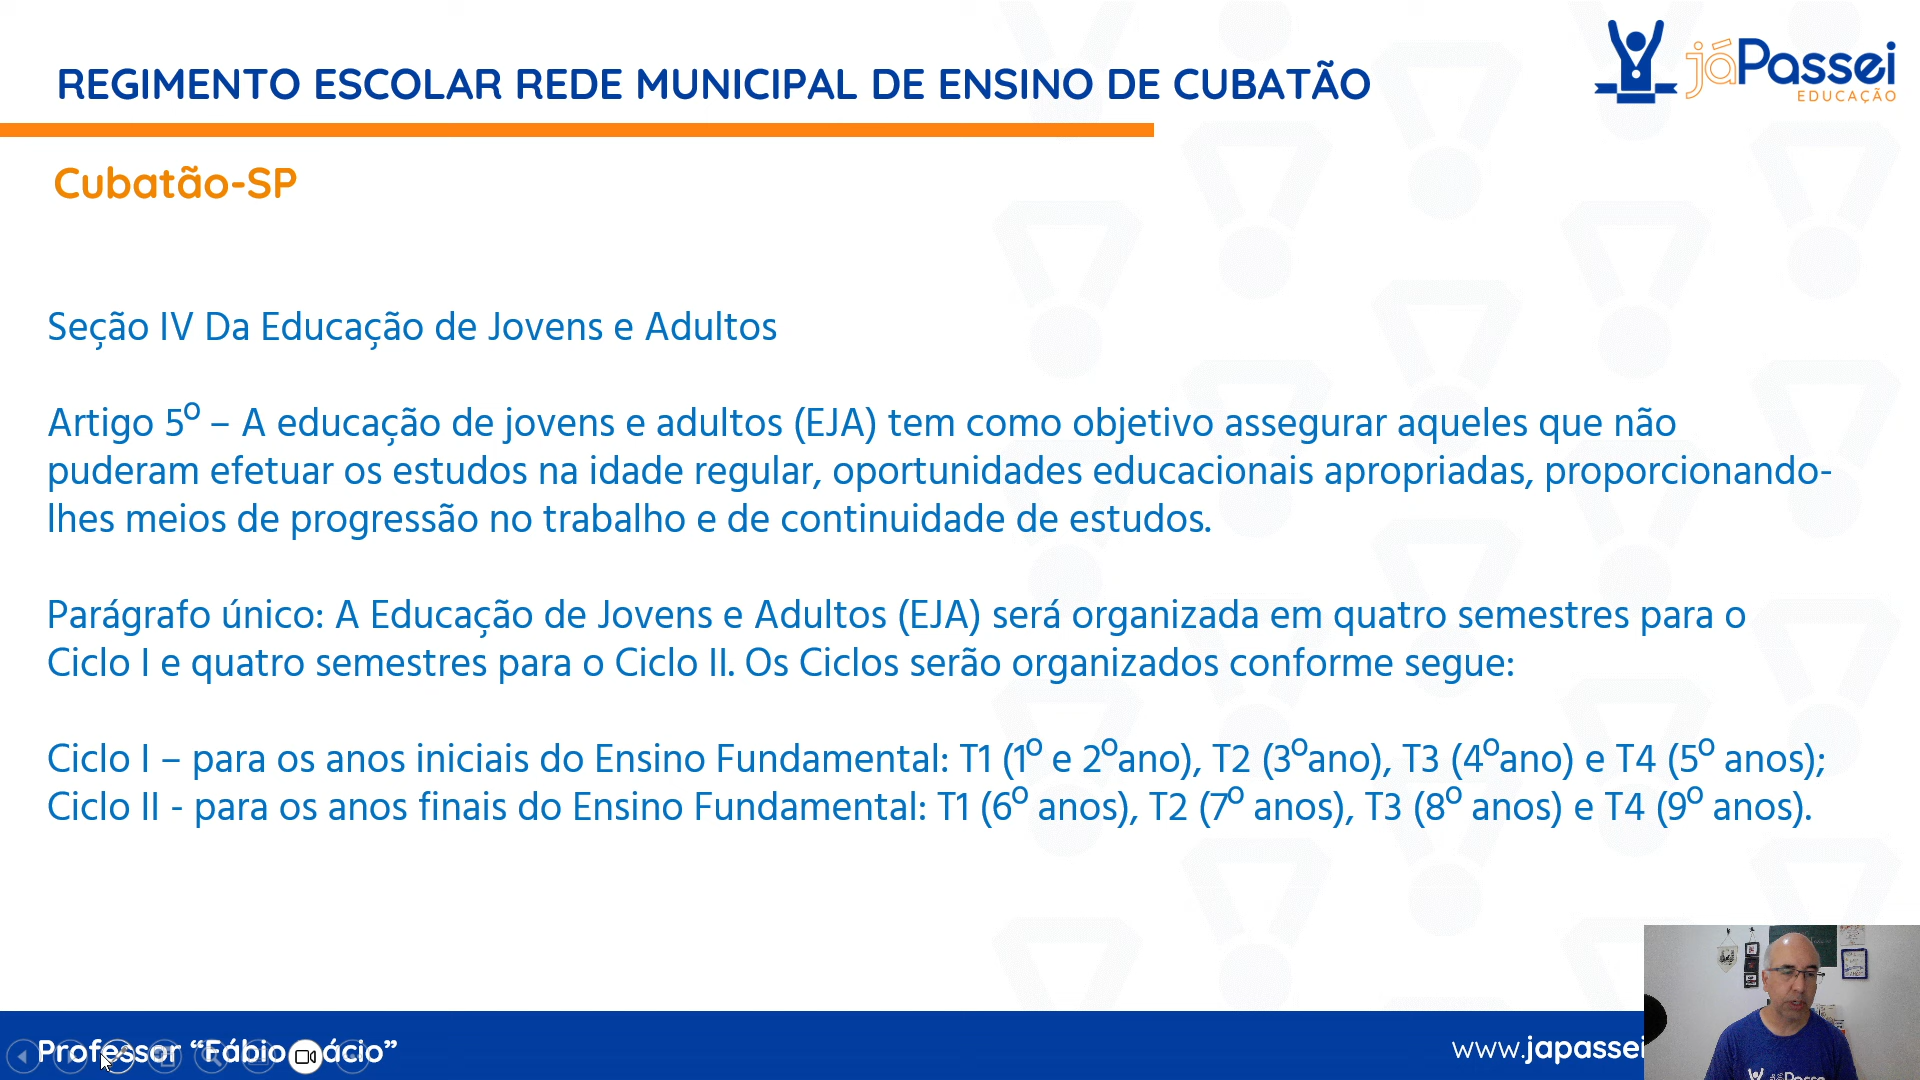 REGIMENTO ESCOLAR REDE MUNICIPAL DE ENSINO DE CUBATÃO
jáPassei
EDUCAÇÃO
Cubatão-SP
Seção IV Da Educação de Jovens e Adultos
Artigo 5º – A educação de jovens e adultos (EJA) tem como objetivo assegurar aqueles que não
puderam efetuar os estudos na idade regular, oportunidades educacionais apropriadas, proporcionando-
lhes meios de progressão no trabalho e de continuidade de estudos.
Parágrafo único: A Educação de Jovens e Adultos (EJA) será organizada em quatro semestres para o
Ciclo I e quatro semestres para o Ciclo II. Os Ciclos serão organizados conforme segue:
Ciclo I – para os anos iniciais do Ensino Fundamental: T1 (1º e 2ºano), T2 (3ºano), T3 (4ºano) e T4 (5º anos);
Ciclo II - para os anos finais do Ensino Fundamental: T1 (6º anos), T2 (7º anos), T3 (8º anos) e T4 (9º anos).
Professor “Fábio ácio”
www.japassei